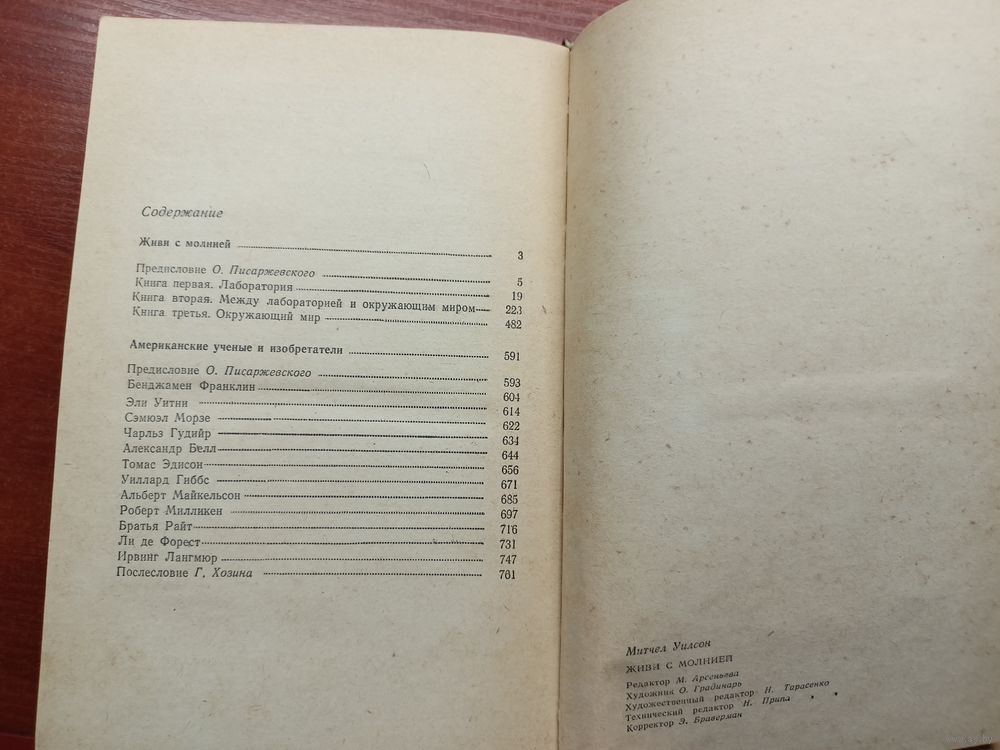 Содержание
Живи с молнией 3
Предисловие О. Писаржевского 5
Книга первая. Лаборатория 19
Книга вторая. Между лабораторией и окружающим миром 223
Книга третья. Окружающий мир 482
Американские ученые и изобретатели 591
Предисловие О. Писаржевского 593
Бенджамен Франклин 604
Эли Уитни 614
Сэмюэл Морзе 622
Чарльз Гудийр 634
Александр Белл 644
Томас Эдисон 656
Уиллард Гиббс 671
Альберт Майкельсон 685
Роберт Милликен 697
Братья Райт 716
Ли де Форест 731
Ирвинг Лангмюр 747
Послесловие Г. Хозина 761
Митчел Уилсон
ЖИВИ С МОЛНИЕЙ
Редактор М. Арсеньева
Художник О. Градинарь
Художественный редактор Н. Тарасенко
Технический редактор Н. Припа
Корректор Э. Браверман